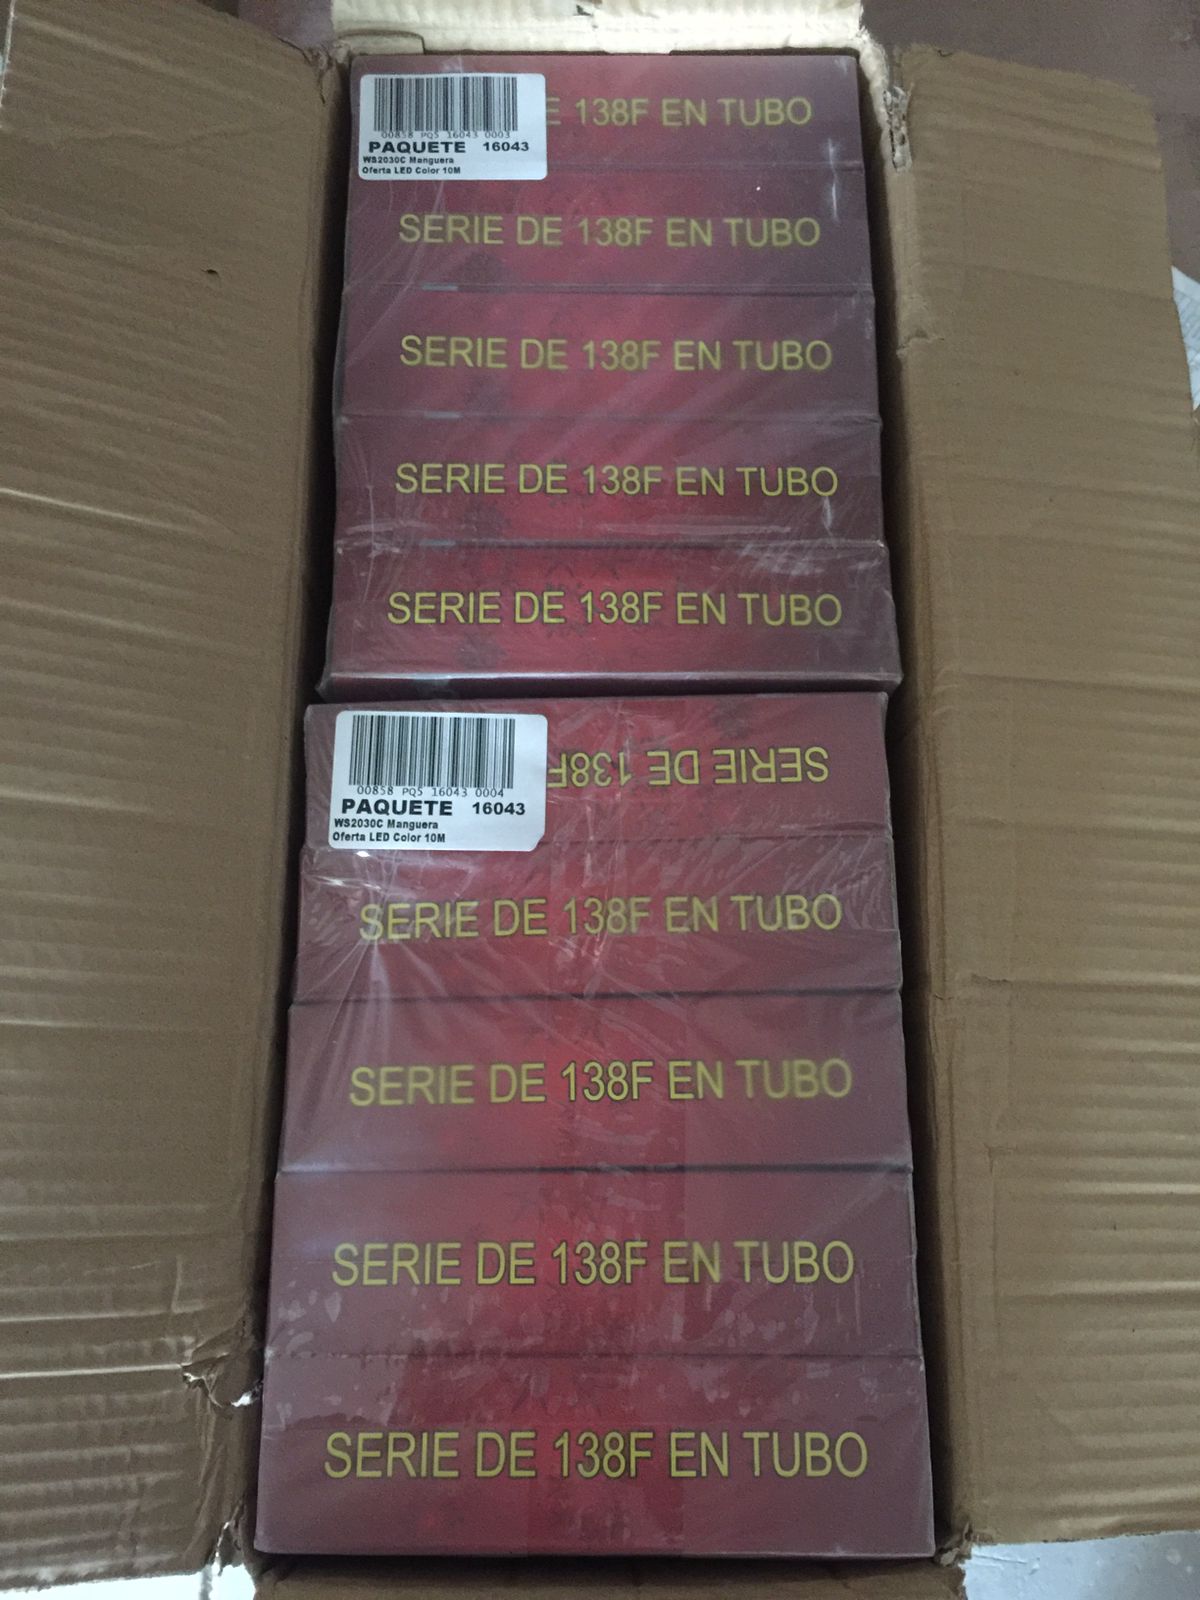 E 138F EN TUBO
00858 PQ5 16043 0003
PAQUETE 16043
WS2030C Manguera
Oferta LED Color 10M
SERIE DE 138F EN TUBO
SERIE DE 138F EN TUBO
SERIE DE 138F EN TUBO
SERIE DE 138F EN TUBO
SERIE DE 138F
00858 PQ5 16043 0004
PAQUETE 16043
WS2030C Manguera
Oferta LED Color 10M
SERIE DE 138F EN TUBO
SERIE DE 138F EN TUBO
SERIE DE 138F EN TUBO
SERIE DE 138F EN TUBO